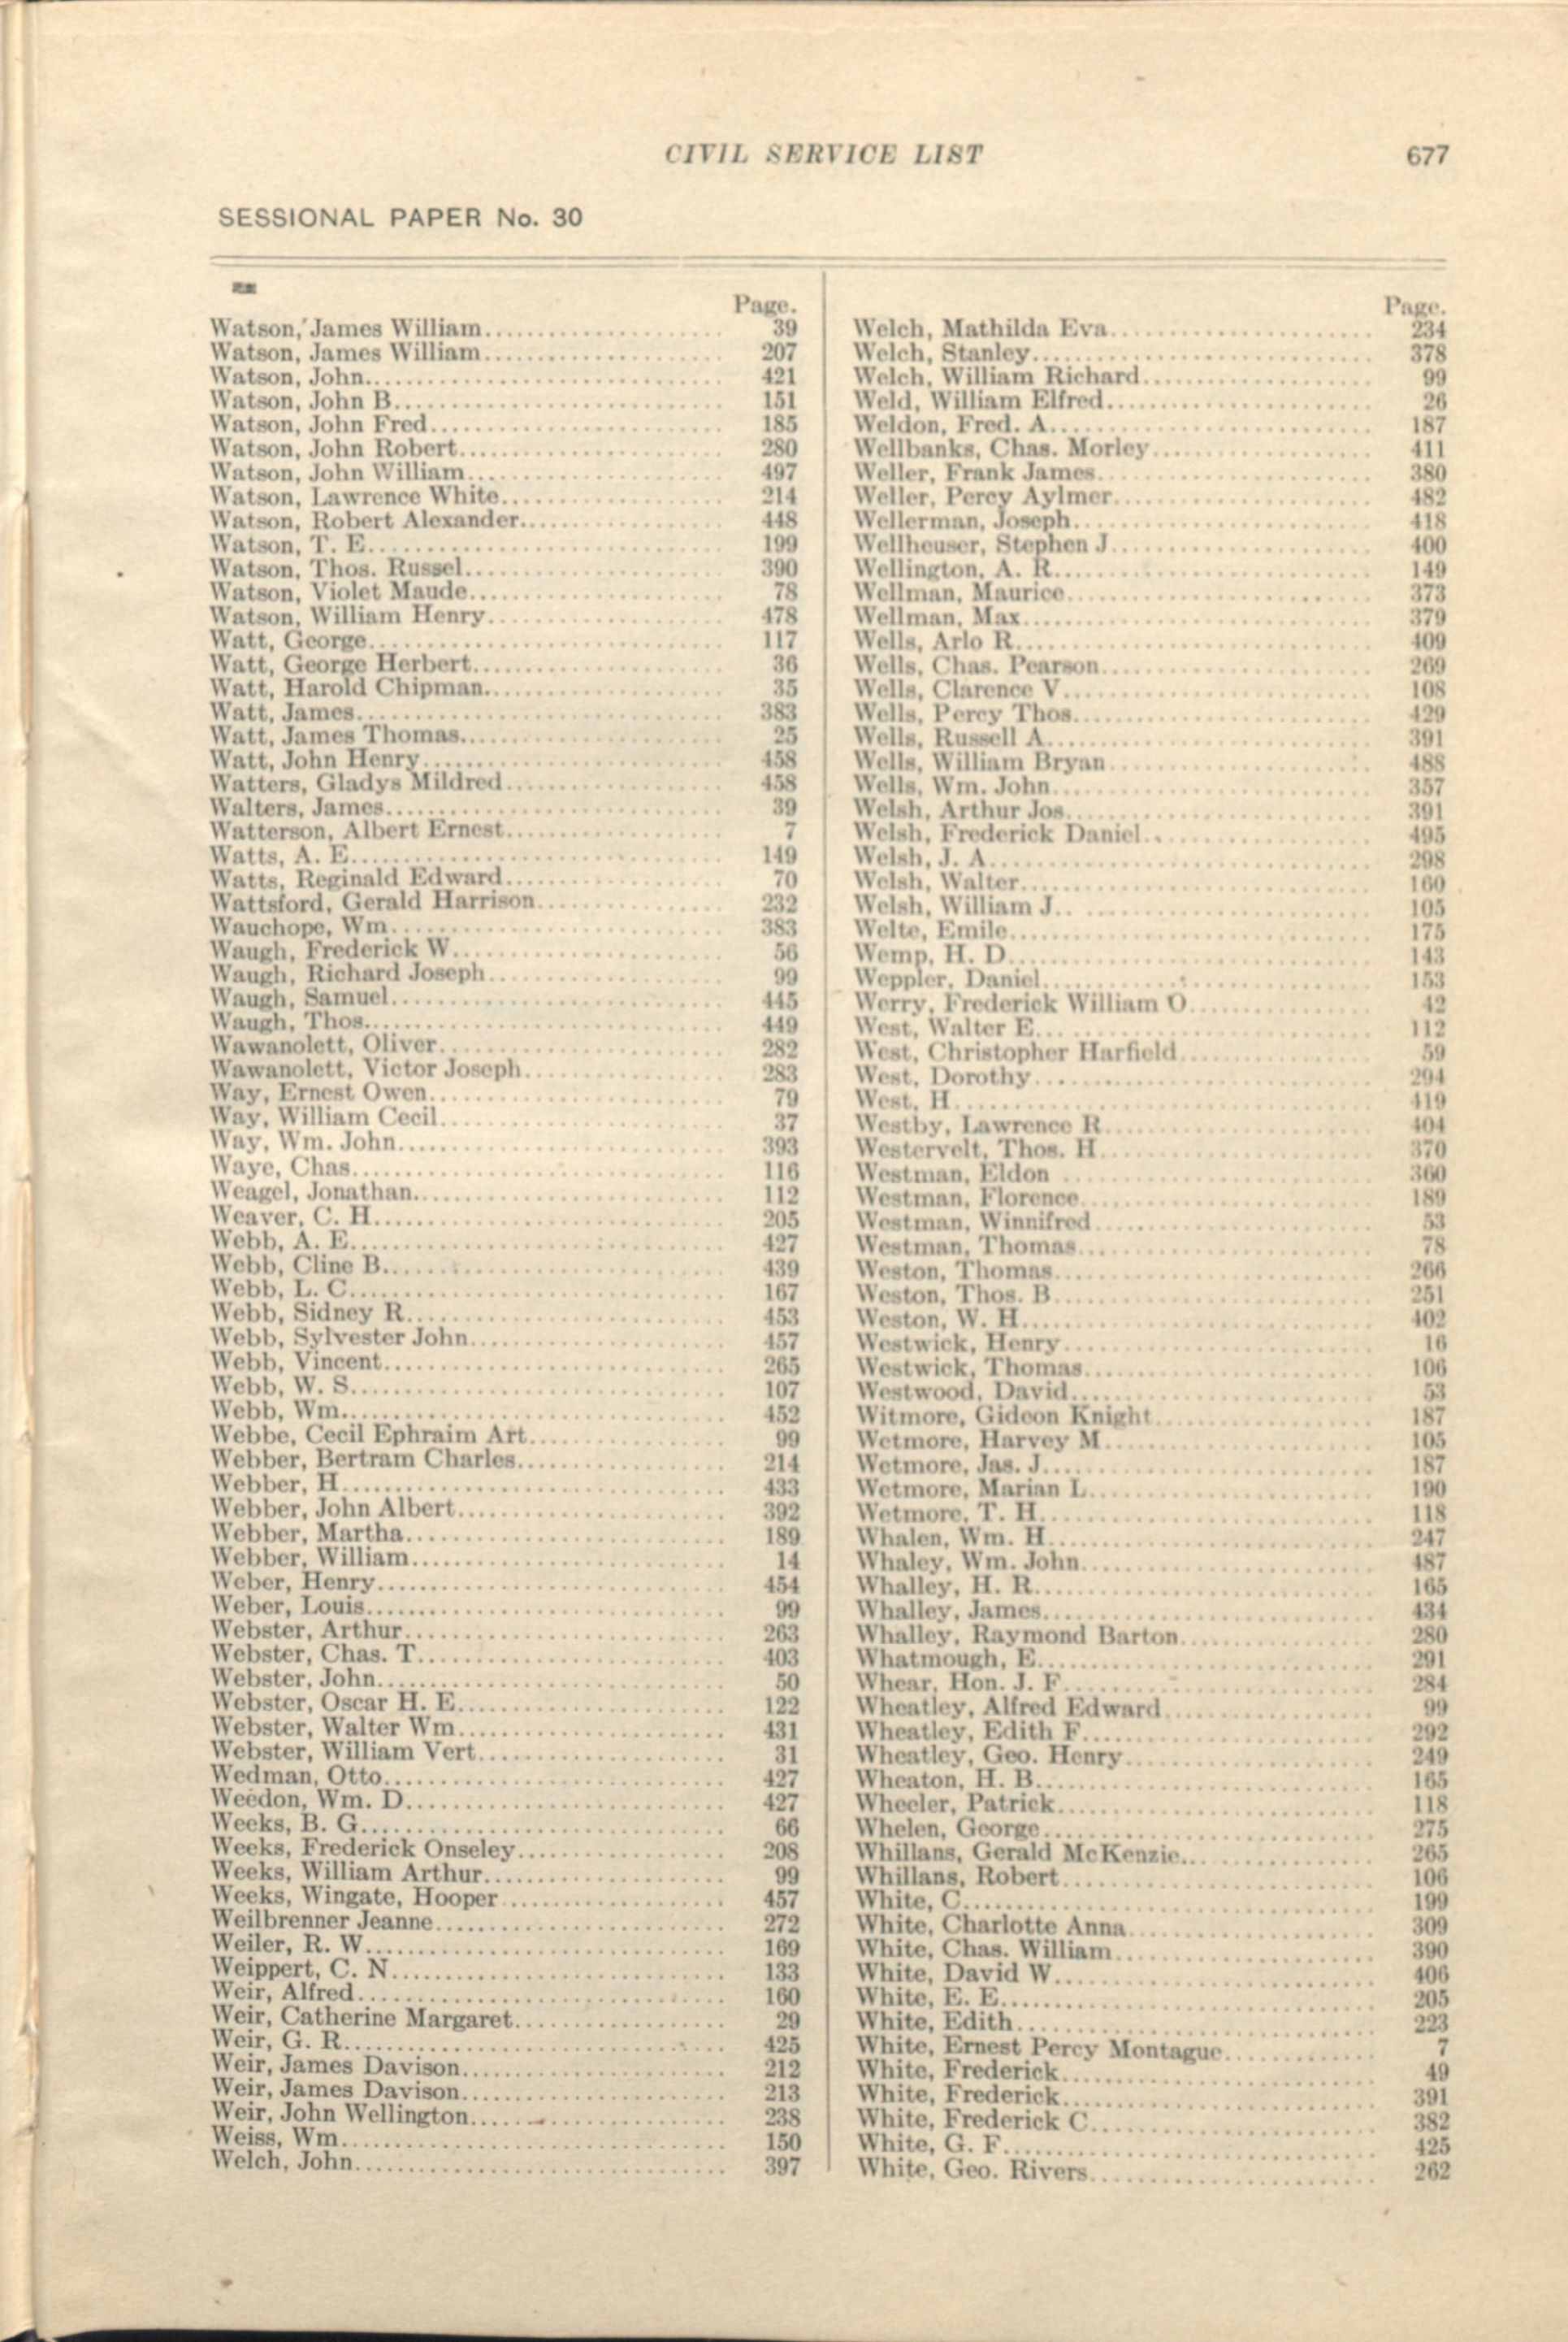 CIVIL SERVICE LIST 677
SESSIONAL PAPER No. 30
Page.
Watson, James William 39
Watson, James William 207
Watson, John 421
Watson, John B 151
Watson, John Fred 185
Watson, John Robert 280
Watson, John William 497
Watson, Lawrence White 214
Watson, Robert Alexander 448
Watson, T. E 199
Watson, Thos. Russel 390
Watson, Violet Maude 78
Watson, William Henry 478
Watt, George 117
Watt, George Herbert 36
Watt, Harold Chipman 35
Watt, James 383
Watt, James Thomas 25
Watt, John Henry 458
Watters, Gladys Mildred 458
Walters, James 39
Watterson, Albert Ernest 7
Watts, A. E 149
Watts, Reginald Edward 70
Wattsford, Gerald Harrison 232
Wauchope, Wm 383
Waugh, Frederick W 56
Waugh, Richard Joseph 99
Waugh, Samuel 445
Waugh, Thos 449
Wawanolett, Oliver 282
Wawanolett, Victor Joseph 283
Way, Ernest Owen 79
Way, William Cecil 37
Way, Wm. John 393
Waye, Chas 116
Weagel, Jonathan 112
Weaver, C. H 205
Webb, A. E 427
Webb, Cline B 439
Webb, L. C 167
Webb, Sidney R 453
Webb, Sylvester John 457
Webb, Vincent 265
Webb, W. S 107
Webb, Wm 452
Webbe, Cecil Ephraim Art 99
Webber, Bertram Charles 214
Webber, H 433
Webber, John Albert 392
Webber, Martha 189
Webber, William 14
Weber, Henry 454
Weber, Louis 99
Webster, Arthur 263
Webster, Chas. T 403
Webster, John 50
Webster, Oscar H. E 122
Webster, Walter Wm 431
Webster, William Vert 31
Wedman, Otto 427
Weedon, Wm. D 427
Weeks, B. G 66
Weeks, Frederick Onseley 208
Weeks, William Arthur 99
Weeks, Wingate, Hooper 457
Weilbrenner Jeanne 272
Weiler, R. W 169
Weippert, C. N 133
Weir, Alfred 160
Weir, Catherine Margaret 29
Weir, G. R 425
Weir, James Davison 212
Weir, James Davison 213
Weir, John Wellington 238
Weiss, Wm 150
Welch, John 397
Page.
Welch, Mathilda Eva 234
Welch, Stanley 378
Welch, William Richard 99
Weld, William Elfred 26
Weldon, Fred. A 187
Wellbanks, Chas. Morley 411
Weller, Frank James 380
Weller, Percy Aylmer 482
Wellerman, Joseph 418
Wellheuser, Stephen J 400
Wellington, A. R 149
Wellman, Maurice 373
Wellman, Max 379
Wells, Arlo R 409
Wells, Chas. Pearson 269
Wells, Clarence V 108
Wells, Percy Thos 429
Wells, Russell A 391
Wells, William Bryan 488
Wells, Wm. John 357
Welsh, Arthur Jos 391
Welsh, Frederick Daniel 495
Welsh, J. A 298
Welsh, Walter 160
Welsh, William J 105
Welte, Emile 175
Wemp, H. D 143
Weppler, Daniel 153
Werry, Frederick William O 42
West, Walter E 112
West, Christopher Harfield 59
West, Dorothy 294
West, H 419
Westby, Lawrence R 404
Westervelt, Thos. H 370
Westman, Eldon 360
Westman, Florence 189
Westman, Winnifred 53
Westman, Thomas 78
Weston, Thomas 266
Weston, Thos. B 251
Weston, W. H 402
Westwick, Henry 16
Westwick, Thomas 106
Westwood, David 53
Witmore, Gideon Knight 187
Wetmore, Harvey M 105
Wetmore, Jas. J 187
Wetmore, Marian L 190
Wetmore, T. H 118
Whalen, Wm. H 247
Whaley, Wm. John 487
Whalley, H. R 165
Whalley, James 434
Whalley, Raymond Barton 280
Whatmough, E 291
Whear, Hon. J. F 284
Wheatley, Alfred Edward 99
Wheatley, Edith F 292
Wheatley, Geo. Henry 249
Wheaton, H. B 165
Wheeler, Patrick 118
Whelen, George 275
Whillans, Gerald McKenzie 265
Whillans, Robert 106
White, C 199
White, Charlotte Anna 309
White, Chas. William 390
White, David W 406
White, E. E 205
White, Edith 223
White, Ernest Percy Montague 7
White, Frederick 49
White, Frederick 391
White, Frederick C 382
White, G. F 425
White, Geo. Rivers 262